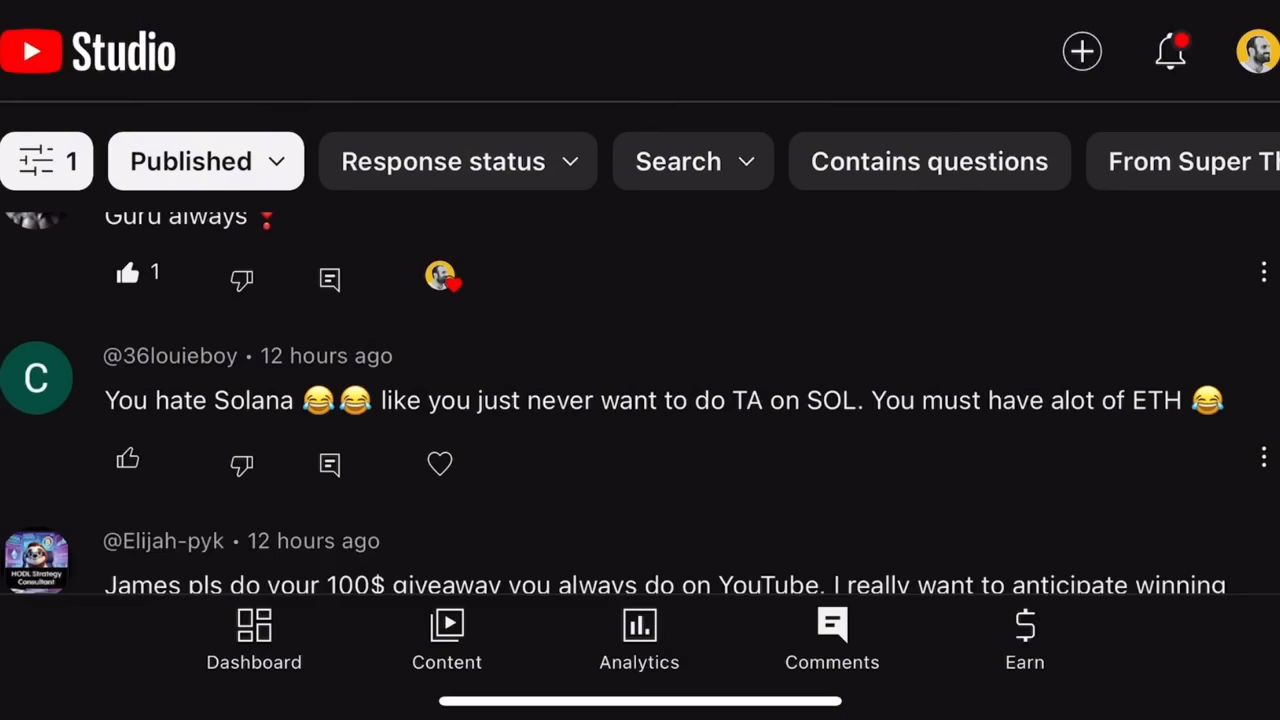 Studio
1
Published
Response status
Search
Contains questions
From Super Th
Guru always
1
@36louieboy • 12 hours ago
C
You hate Solana 😂😂 like you just never want to do TA on SOL. You must have alot of ETH 😂
@Elijah-pyk • 12 hours ago
HODL Strategy
Consultant
James pls do your 100$ giveaway you always do on YouTube. I really want to anticipate winning
Dashboard
Content
Analytics
Comments
Earn